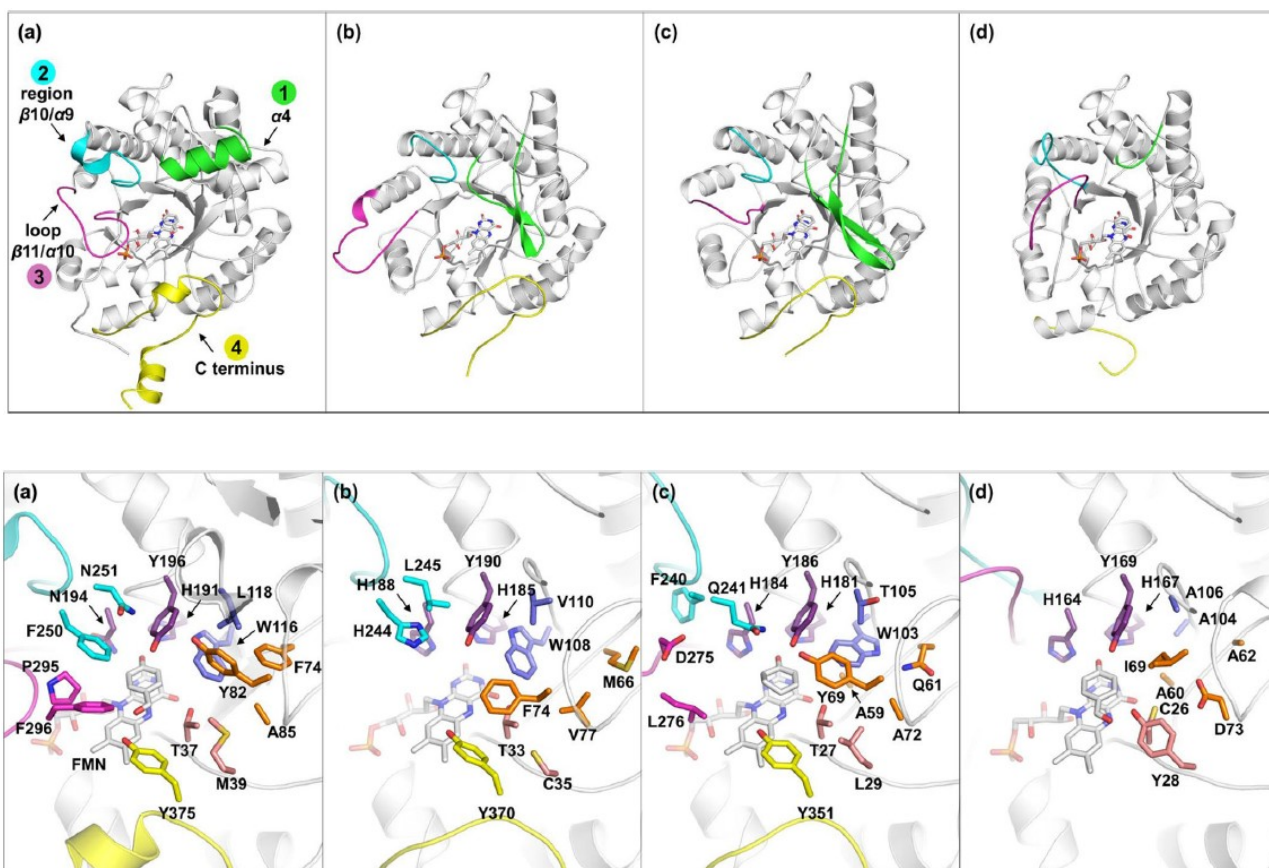 (a)
(b)
(c)
(d)
2
region
β10/α9
1
α4
loop
β11/α10
3
4
C terminus
(a)
(b)
(c)
(d)
N251
Y196
H191
L118
N194
W116
F250
P295
F74
Y82
F296
A85
T37
FMN
M39
Y375
L245
Y190
H188
H185
V110
H244
W108
M66
F74
V77
T33
C35
Y370
Y186
F240
Q241
H184
H181
T105
D275
W103
Q61
L276
Y69
A59
A72
T27
L29
Y351
Y169
H164
H167
A106
A104
I69
A62
A60
C26
D73
Y28